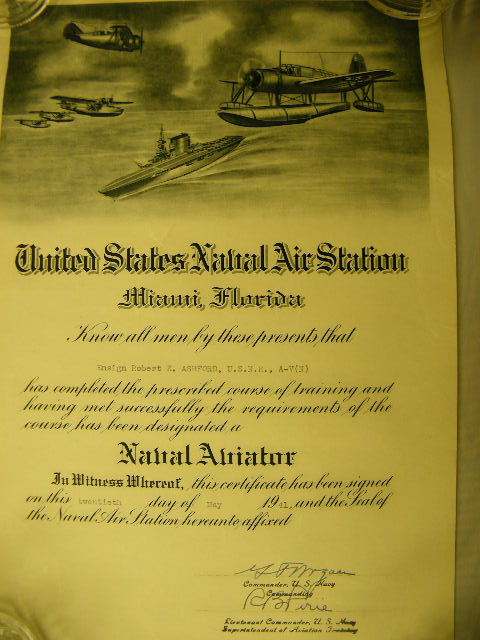 United States Naval Air Station
Miami, Florida
Know all men by these presents, that
Ensign Robert K. ASHFORD, U.S.N.R., A-V(N)
has completed the prescribed course of training and
having met successfully the requirements of the
course, has been designated a
Naval Aviator
In Witness Whereof, this certificate has been signed
on this twentieth day of May 1941, and the Seal of
the Naval Air Station hereunto affixed
Commander, U. S. Navy
Commanding
Lieutenant Commander, U. S. Navy
Superintendent of Aviation Training